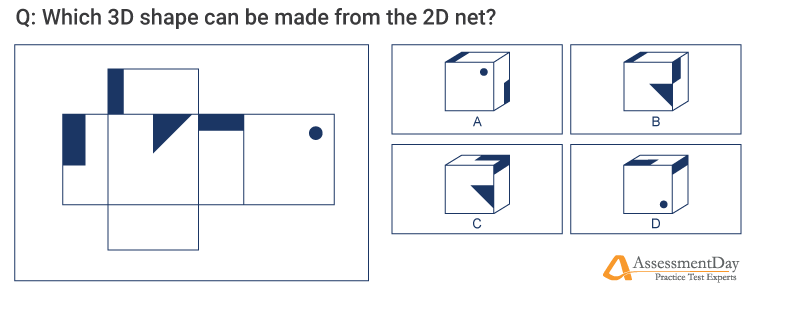 Q: Which 3D shape can be made from the 2D net?
A
B
C
D
AssessmentDay
Practice Test Experts